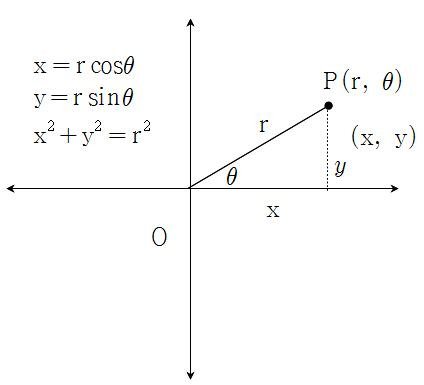 x = r cosθ
y = r sinθ
x² + y² = r²
P(r, θ)
r
(x, y)
θ
y
x
O